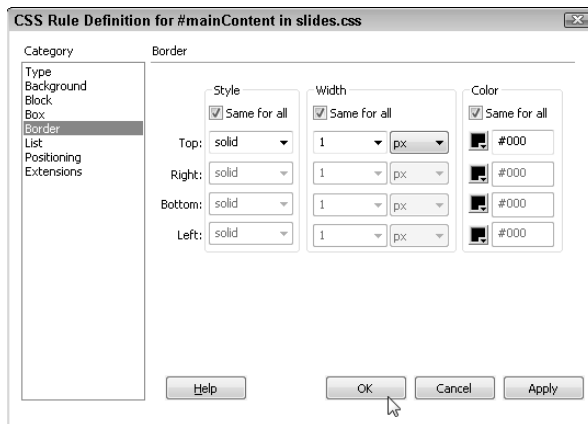 CSS Rule Definition for #mainContent in slides.css
Category
Border
Type
Background
Block
Box
Border
List
Positioning
Extensions
Style Width Color
Same for all Same for all Same for all
Top: solid 1 px #000
Right: solid 1 px #000
Bottom: solid 1 px #000
Left: solid 1 px #000
Help OK Cancel Apply